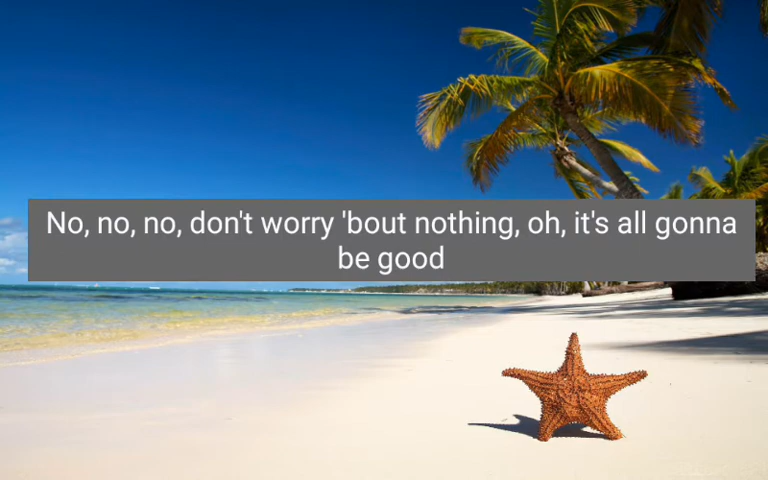 No, no, no, don't worry 'bout nothing, oh, it's all gonna
be good